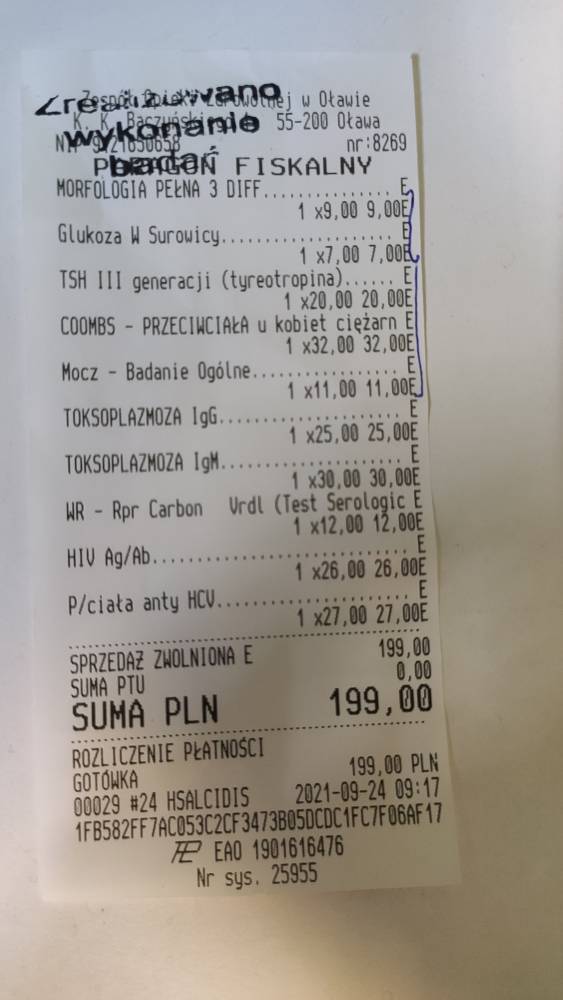 Zrealizowano
wykonanie
badań
Zespół Opieki Zdrowotnej w Oławie
K. K. Baczyńskiego 55-200 Oława
NIP nr:8269
PARAGON FISKALNY
MORFOLOGIA PEŁNA 3 DIFF............... E
1 x9,00 9,00E
Glukoza W Surowicy.................... E
1 x7,00 7,00E
TSH III generacji (tyreotropina)...... E
1 x20,00 20,00E
COOMBS - PRZECIWCIAŁA u kobiet ciężarn E
1 x32,00 32,00E
Mocz - Badanie Ogólne................. E
1 x11,00 11,00E
TOKSOPLAZMOZA IgG..................... E
1 x25,00 25,00E
TOKSOPLAZMOZA IgM..................... E
1 x30,00 30,00E
WR - Rpr Carbon Vrdl (Test Serologic E
1 x12,00 12,00E
HIV Ag/Ab............................. E
1 x26,00 26,00E
P/ciała anty HCV...................... E
1 x27,00 27,00E
SPRZEDAŻ ZWOLNIONA E 199,00
SUMA PTU 0,00
SUMA PLN 199,00
ROZLICZENIE PŁATNOŚCI
GOTÓWKA 199,00 PLN
00029 #24 HSALCIDIS 2021-09-24 09:17
1FB582FF7AC053C2CF3473B05DCDC1FC7F06AF17
EAO 1901616476
Nr sys. 25955